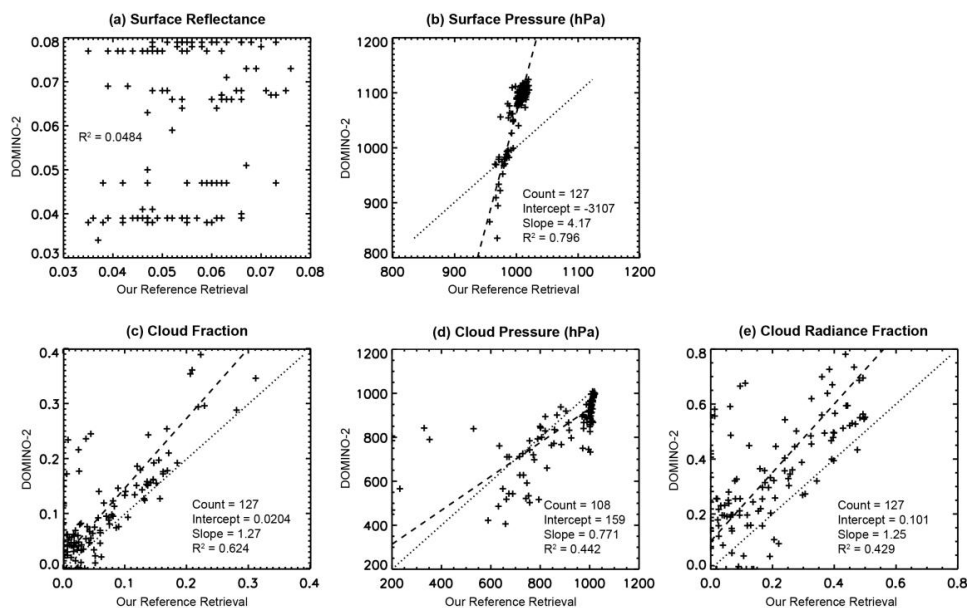 (a) Surface Reflectance
0.08
0.07
0.06
0.05
0.04
0.03
DOMINO-2
R² = 0.0484
0.03 0.04 0.05 0.06 0.07 0.08
Our Reference Retrieval
(b) Surface Pressure (hPa)
1200
1100
1000
900
800
DOMINO-2
Count = 127
Intercept = -3107
Slope = 4.17
R² = 0.796
800 900 1000 1100 1200
Our Reference Retrieval
(c) Cloud Fraction
0.4
0.3
0.2
0.1
0.0
DOMINO-2
Count = 127
Intercept = 0.0204
Slope = 1.27
R² = 0.624
0.0 0.1 0.2 0.3 0.4
Our Reference Retrieval
(d) Cloud Pressure (hPa)
1200
1000
800
600
400
200
DOMINO-2
Count = 108
Intercept = 159
Slope = 0.771
R² = 0.442
200 400 600 800 1000 1200
Our Reference Retrieval
(e) Cloud Radiance Fraction
0.8
0.6
0.4
0.2
0.0
DOMINO-2
Count = 127
Intercept = 0.101
Slope = 1.25
R² = 0.429
0.0 0.2 0.4 0.6 0.8
Our Reference Retrieval